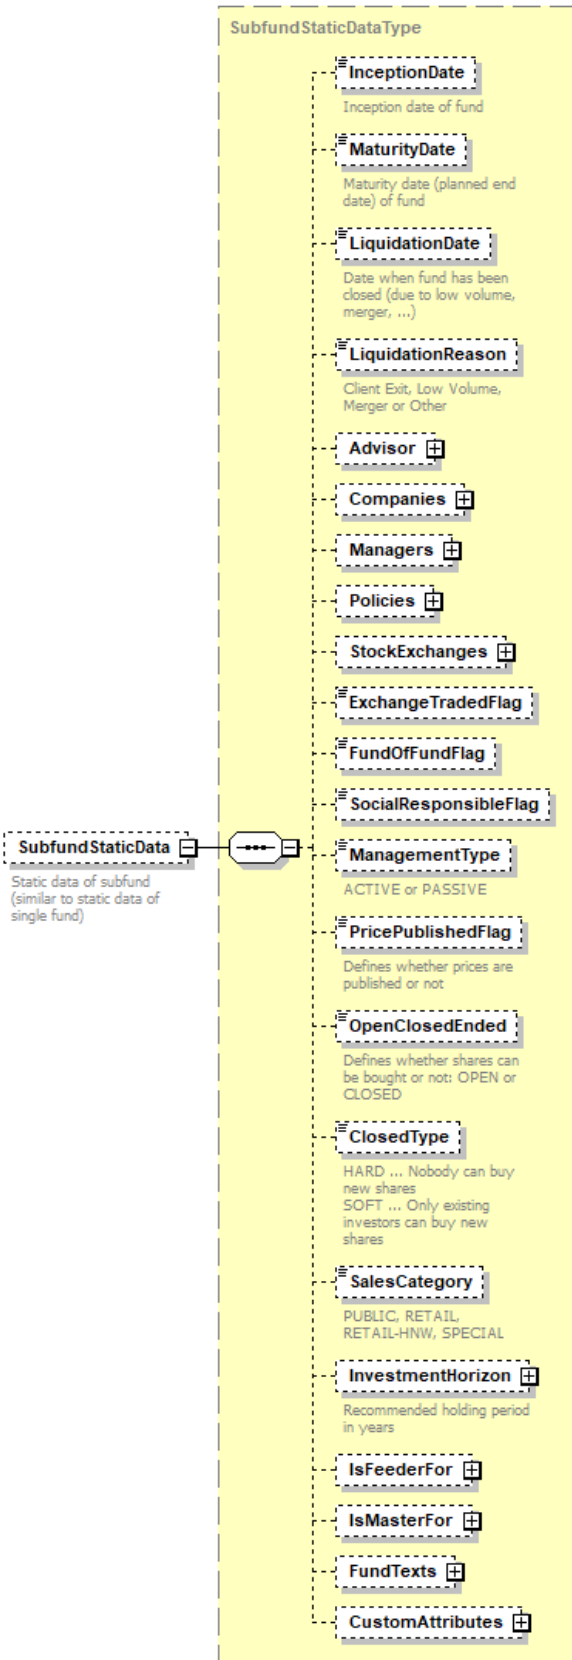 SubfundStaticDataType
InceptionDate
Inception date of fund
MaturityDate
Maturity date (planned end
date) of fund
LiquidationDate
Date when fund has been
closed (due to low volume,
merger, ...)
LiquidationReason
Client Exit, Low Volume,
Merger or Other
Advisor
Companies
Managers
Policies
StockExchanges
ExchangeTradedFlag
FundOfFundFlag
SocialResponsibleFlag
SubfundStaticData
Static data of subfund
(similar to static data of
single fund)
ManagementType
ACTIVE or PASSIVE
PricePublishedFlag
Defines whether prices are
published or not
OpenClosedEnded
Defines whether shares can
be bought or not: OPEN or
CLOSED
ClosedType
HARD ... Nobody can buy
new shares
SOFT ... Only existing
investors can buy new
shares
SalesCategory
PUBLIC, RETAIL,
RETAIL-HNW, SPECIAL
InvestmentHorizon
Recommended holding period
in years
IsFeederFor
IsMasterFor
FundTexts
CustomAttributes